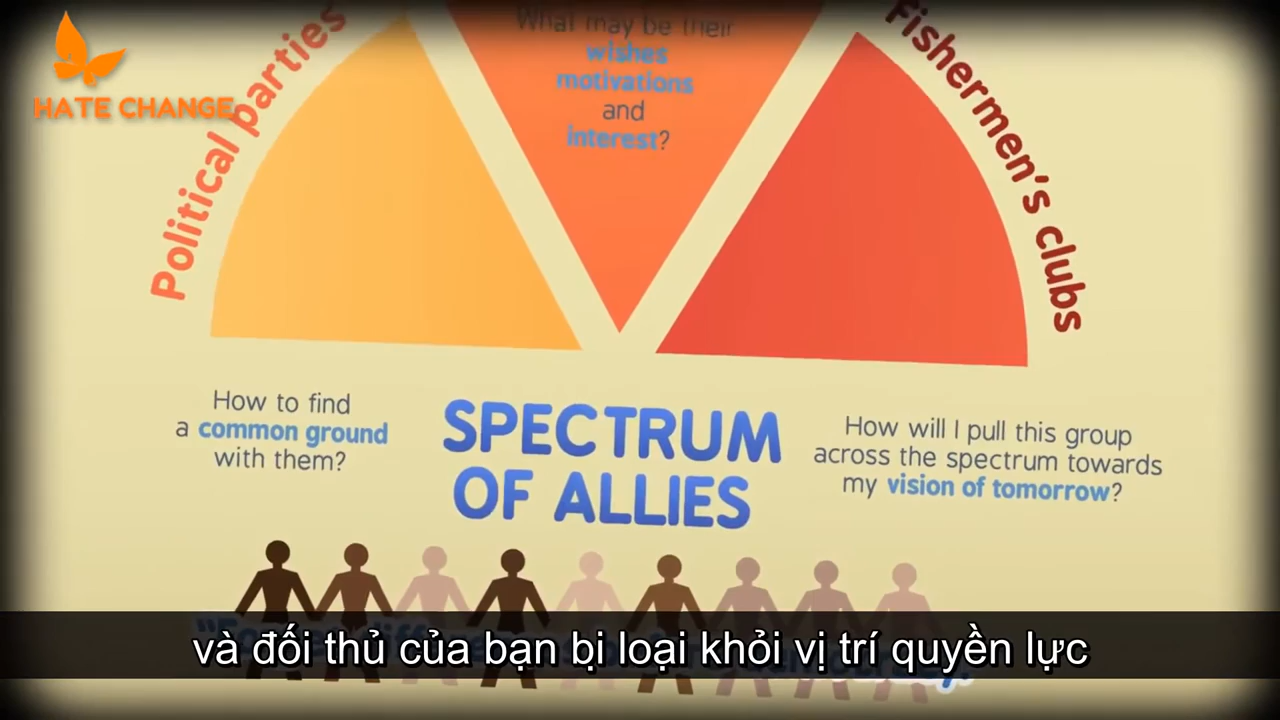 HATE CHANGE
Political parties
What may be their
wishes
motivations
and
interest?
Fishermen's clubs
How to find
a common ground
with them?
SPECTRUM
OF ALLIES
How will I pull this group
across the spectrum towards
my vision of tomorrow?
và đối thủ của bạn bị loại khỏi vị trí quyền lực